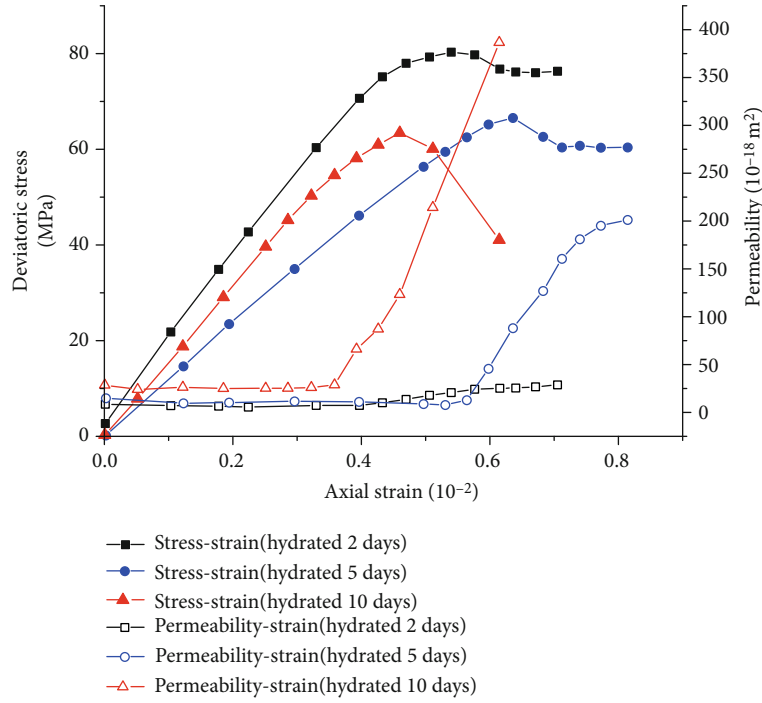 Deviatoric stress
(MPa)
80
60
40
20
0
400
350
300
250
200
150
100
50
0
Permeability (10⁻¹⁸ m²)
0.0 0.2 0.4 0.6 0.8
Axial strain (10⁻²)
Stress-strain(hydrated 2 days)
Stress-strain(hydrated 5 days)
Stress-strain(hydrated 10 days)
Permeability-strain(hydrated 2 days)
Permeability-strain(hydrated 5 days)
Permeability-strain(hydrated 10 days)